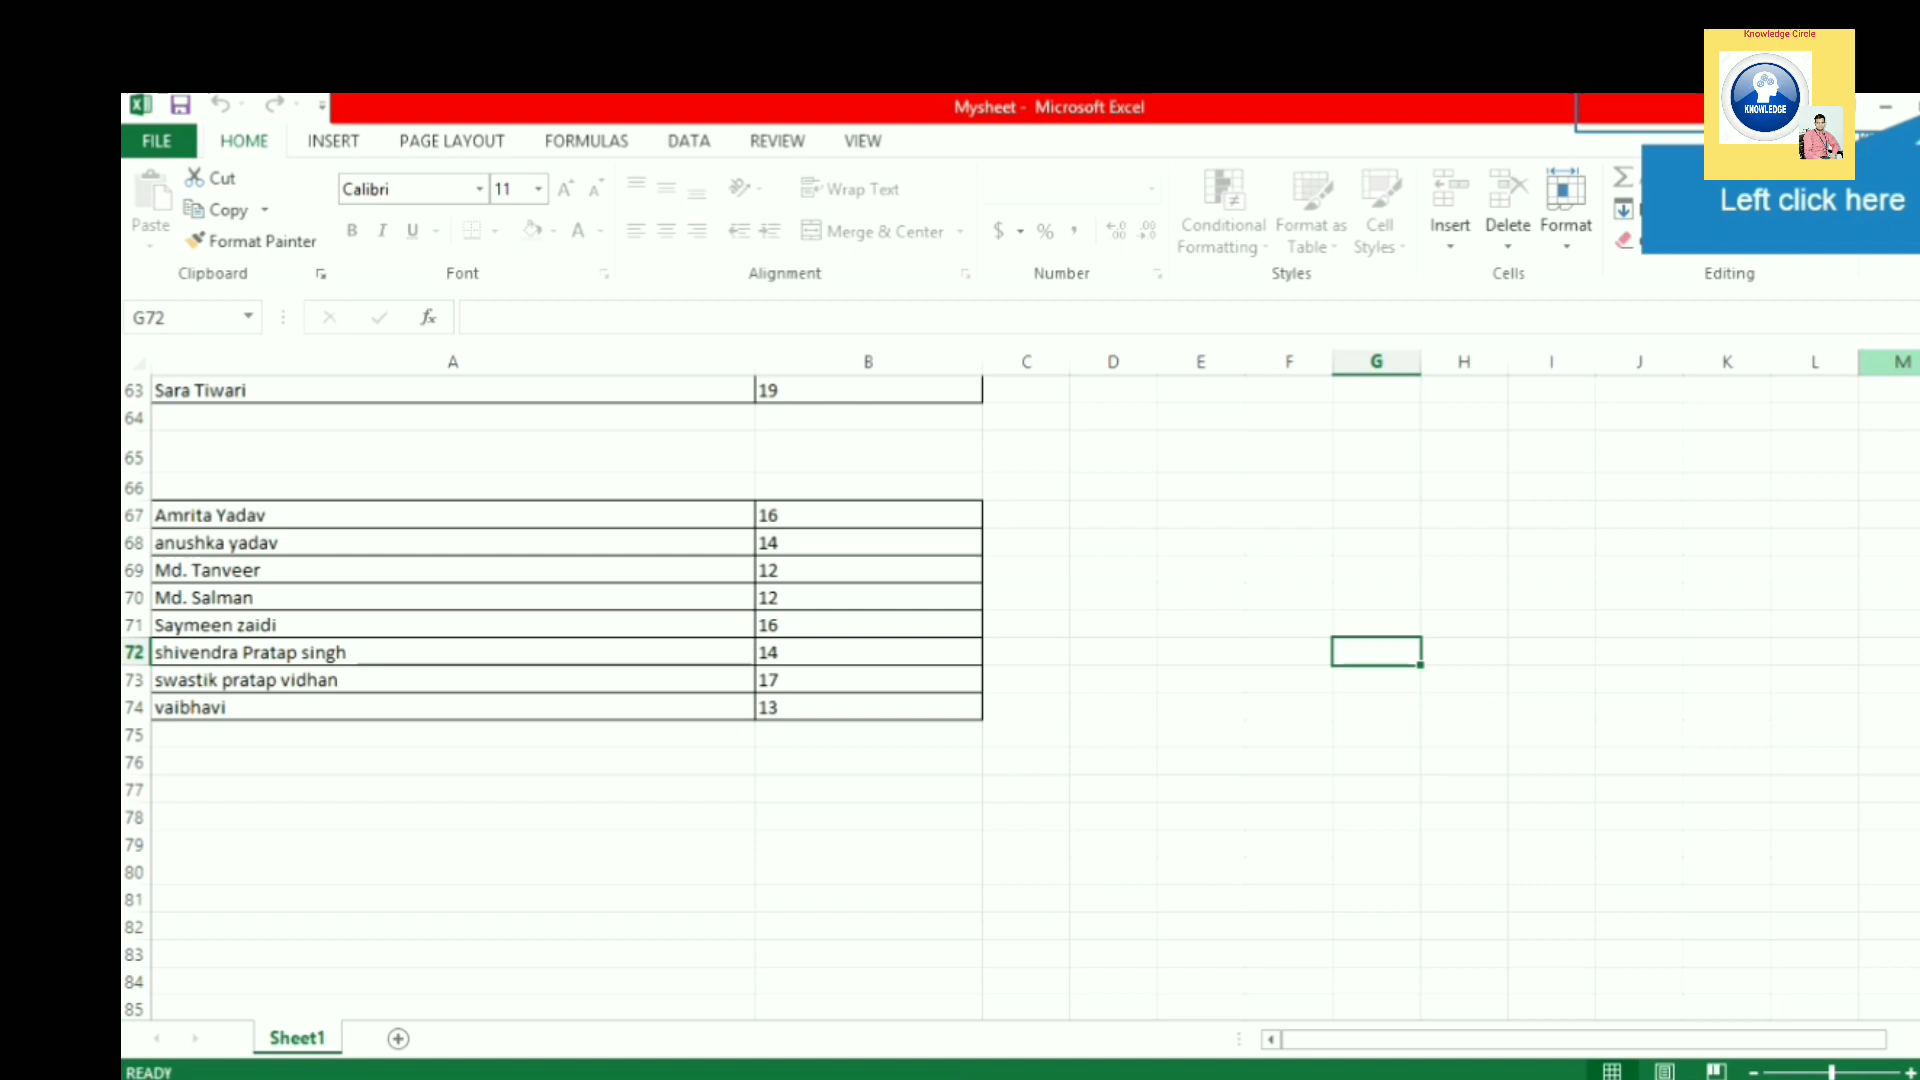 Knowledge Circle
KNOWLEDGE
Mysheet - Microsoft Excel
FILE HOME INSERT PAGE LAYOUT FORMULAS DATA REVIEW VIEW
Left click here
Paste
Cut
Copy
Format Painter
Clipboard
Calibri 11
B I U
Font
Wrap Text
Merge & Center
Alignment
$ % ,
Number
Conditional Formatting
Format as Table
Cell Styles
Styles
Insert Delete Format
Cells
Editing
G72
fx
A B C D E F G H I J K L M
63 Sara Tiwari 19
64
65
66
67 Amrita Yadav 16
68 anushka yadav 14
69 Md. Tanveer 12
70 Md. Salman 12
71 Saymeen zaidi 16
72 shivendra Pratap singh 14
73 swastik pratap vidhan 17
74 vaibhavi 13
75
76
77
78
79
80
81
82
83
84
85
Sheet1
READY